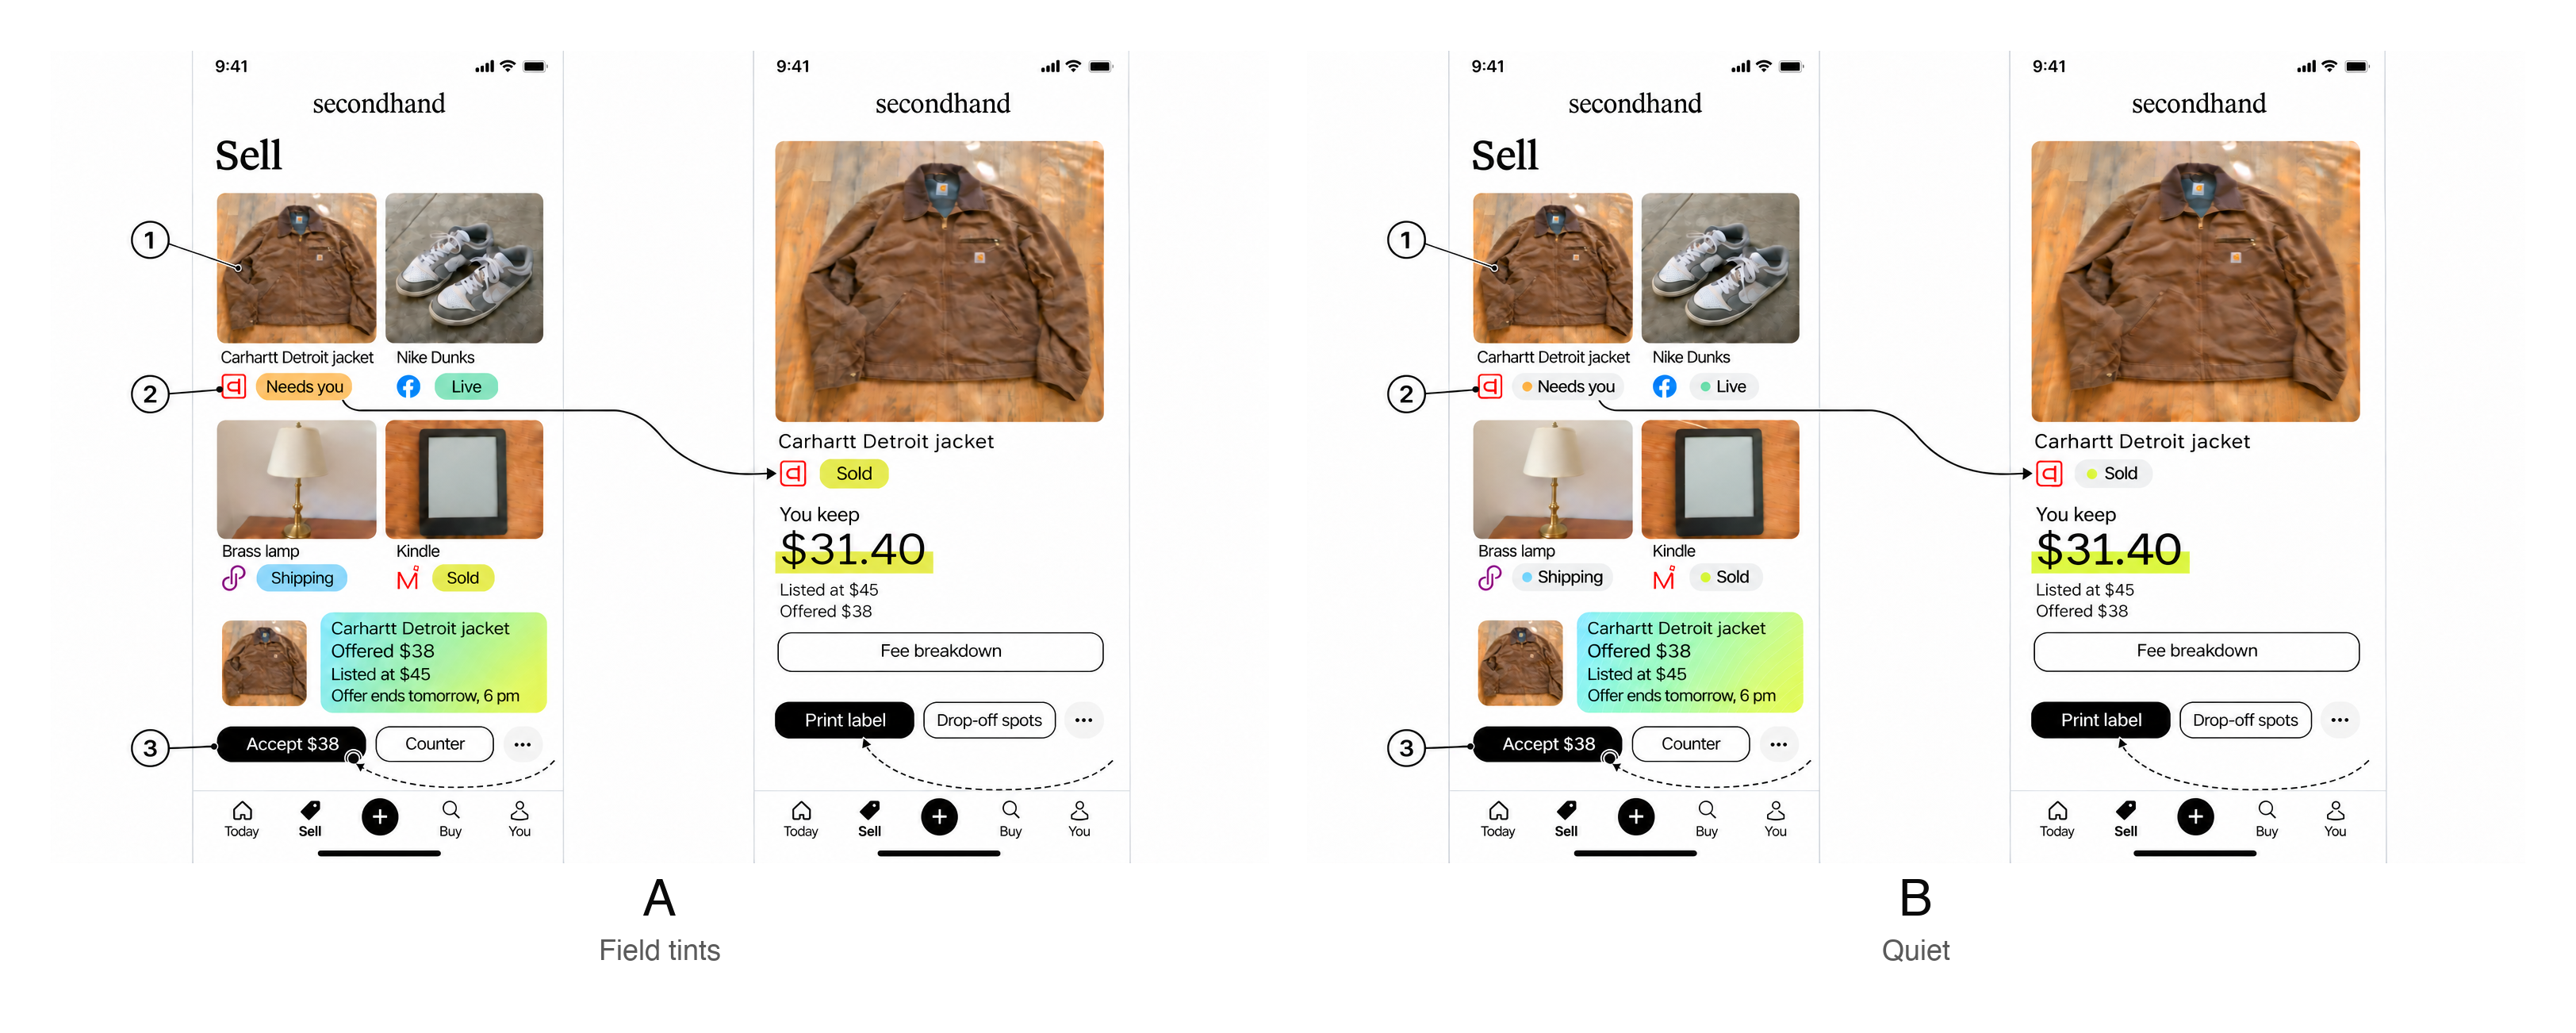 9:41
secondhand
Sell
1
Carhartt Detroit jacket
Nike Dunks
2
Needs you
Live
Brass lamp
Kindle
Shipping
Sold
Carhartt Detroit jacket
Offered $38
Listed at $45
Offer ends tomorrow, 6 pm
3
Accept $38
Counter
Today
Sell
Buy
You
9:41
secondhand
Carhartt Detroit jacket
Sold
You keep
$31.40
Listed at $45
Offered $38
Fee breakdown
Print label
Drop-off spots
Today
Sell
Buy
You
A
Field tints
9:41
secondhand
Sell
1
Carhartt Detroit jacket
Nike Dunks
2
Needs you
Live
Brass lamp
Kindle
Shipping
Sold
Carhartt Detroit jacket
Offered $38
Listed at $45
Offer ends tomorrow, 6 pm
3
Accept $38
Counter
Today
Sell
Buy
You
9:41
secondhand
Carhartt Detroit jacket
Sold
You keep
$31.40
Listed at $45
Offered $38
Fee breakdown
Print label
Drop-off spots
Today
Sell
Buy
You
B
Quiet